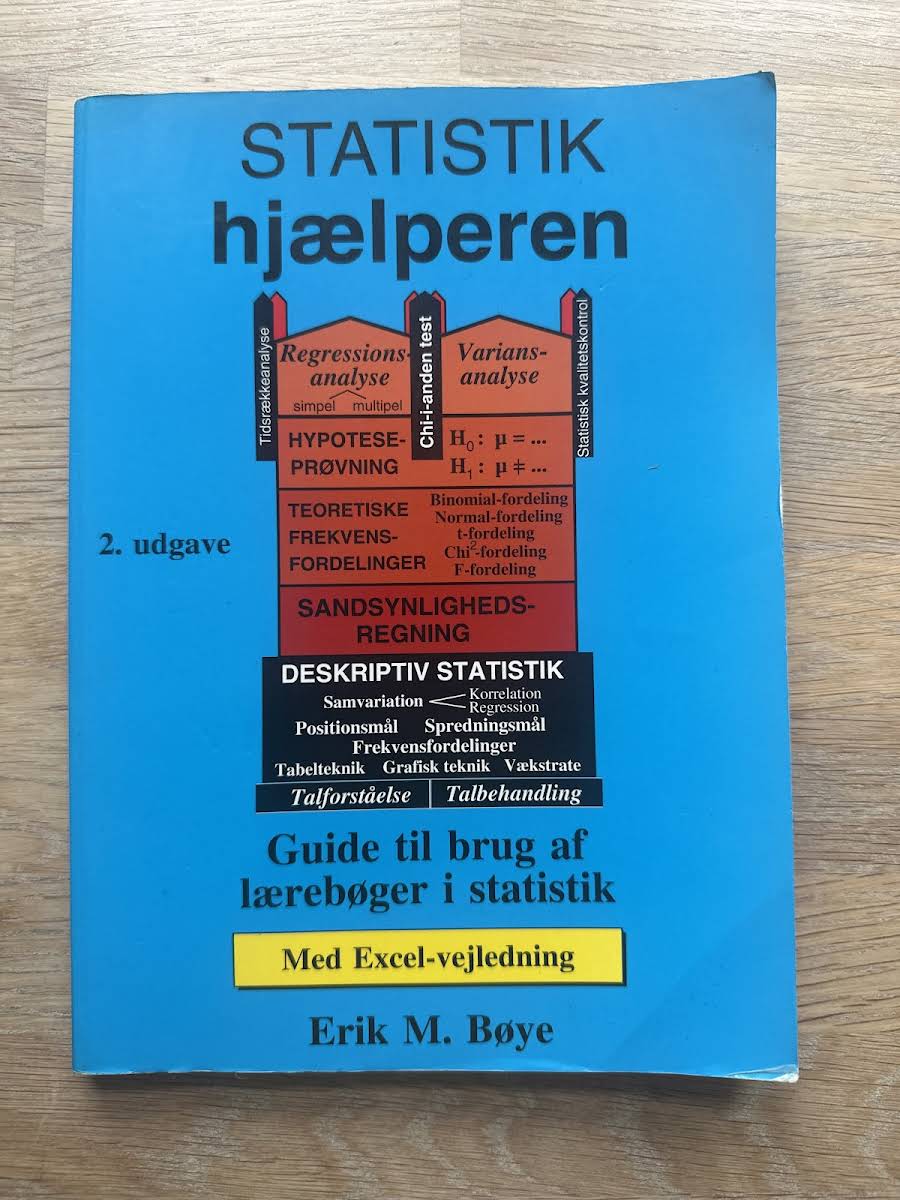 STATISTIK
hjælperen
Tidsrækkeanalyse
Regressions-
analyse
simpel multipel
Chi-i-anden test
Varians-
analyse
Statistisk kvalitetskontrol
HYPOTESE-
PRØVNING
H₀: μ = ...
H₁: μ ≠ ...
2. udgave
TEORETISKE
FREKVENS-
FORDELINGER
Binomial-fordeling
Normal-fordeling
t-fordeling
Chi²-fordeling
F-fordeling
SANDSYNLIGHEDS-
REGNING
DESKRIPTIV STATISTIK
Samvariation
Korrelation
Regression
Positionsmål Spredningsmål
Frekvensfordelinger
Tabelteknik Grafisk teknik Vækstrate
Talforståelse Talbehandling
Guide til brug af
lærebøger i statistik
Med Excel-vejledning
Erik M. Bøye